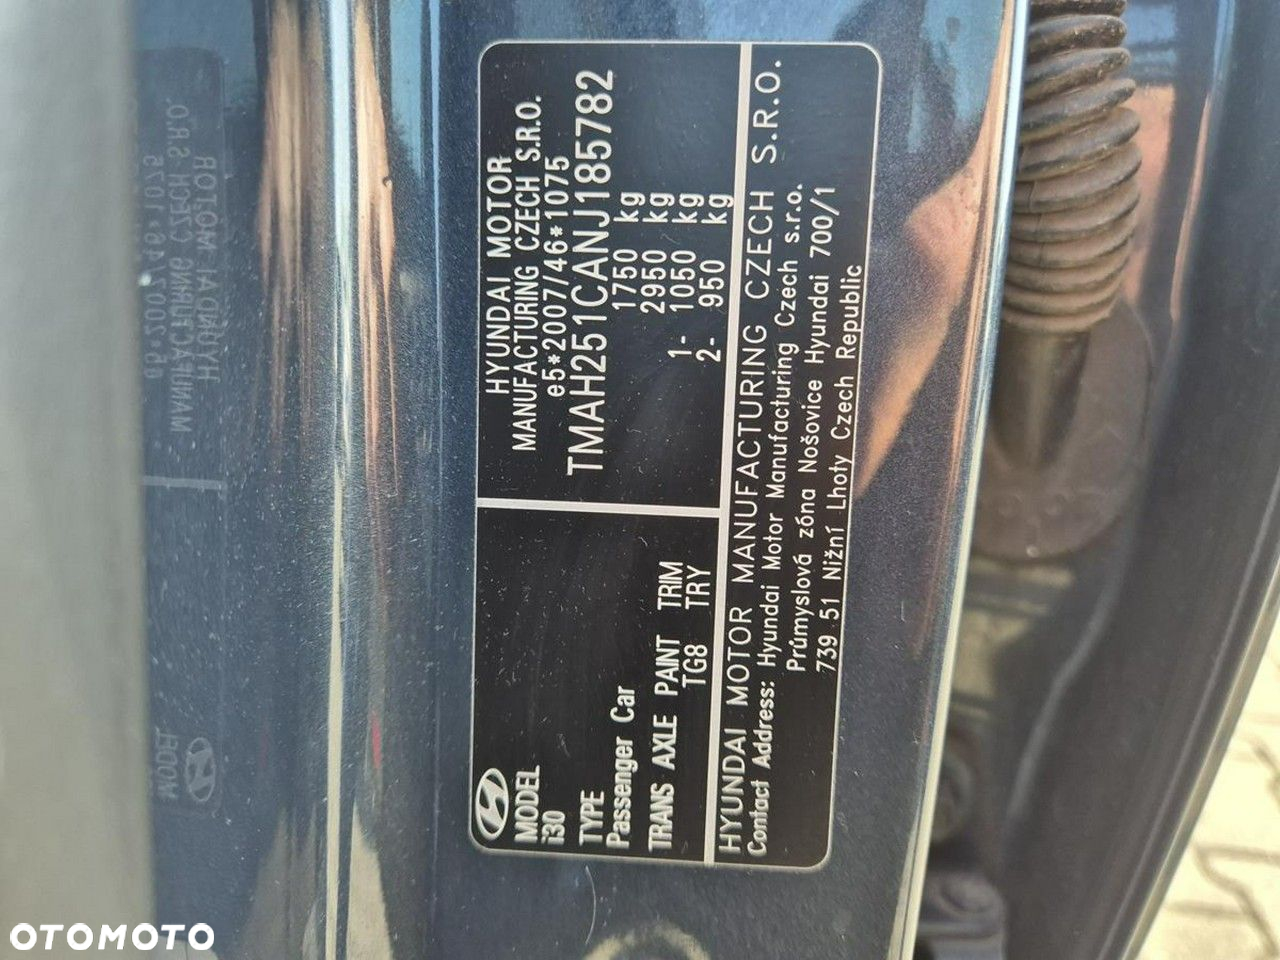 HYUNDAI MOTOR
MANUFACTURING CZECH S.R.O.
e5*2007/46*1075
TMAH251CANJ185782
1750 kg
2950 kg
1- 1050 kg
2- 950 kg
MODEL
i30
TYPE
Passenger Car
TRANS AXLE PAINT TRIM
TG8 TRY
HYUNDAI MOTOR MANUFACTURING CZECH S.R.O.
Contact Address: Hyundai Motor Manufacturing Czech s.r.o.
Průmyslová zóna Nošovice Hyundai 700/1
739 51 Nižní Lhoty Czech Republic
OTOMOTO